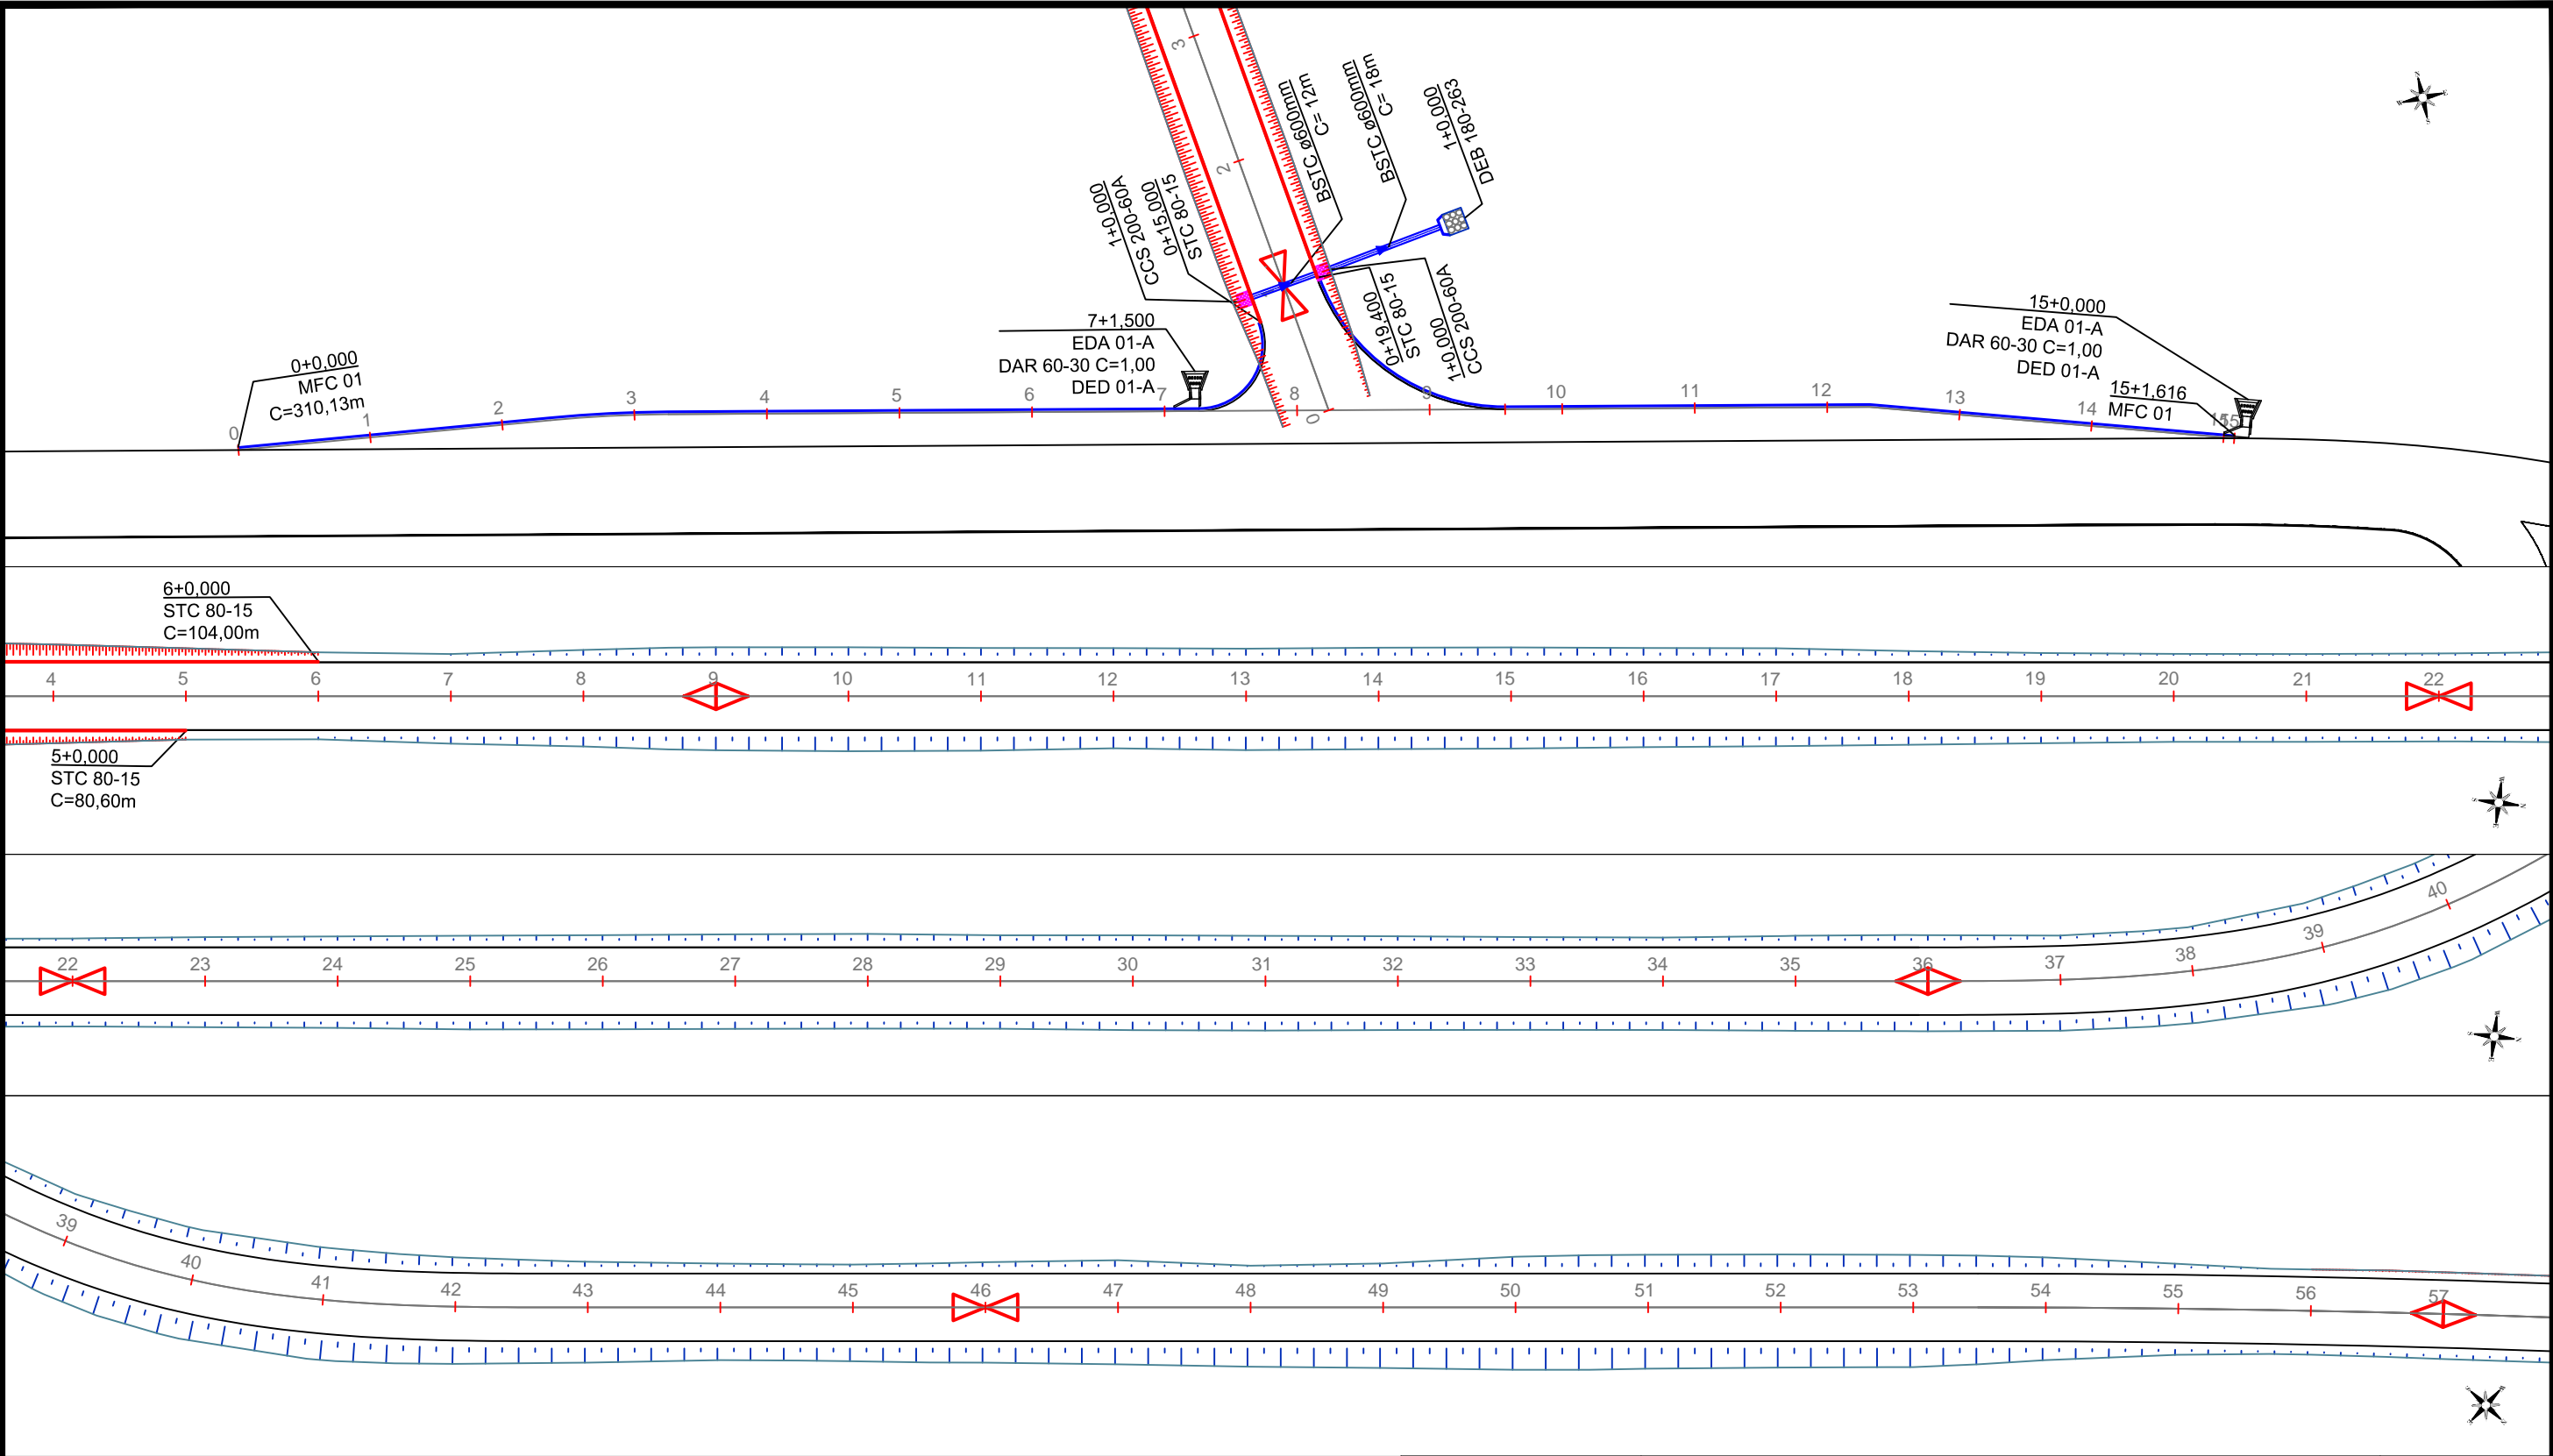 3
2
BSTC ø600mm
C= 12m
BSTC ø600mm
C= 18m
1+0,000
DEB 180-263
1+0,000
CCS 200-60A
0+15,000
STC 80-15
0+19,400
STC 80-15
1+0,000
CCS 200-60A
0
0+0,000
MFC 01
C=310,13m
7+1,500
EDA 01-A
DAR 60-30 C=1,00
DED 01-A
15+0,000
EDA 01-A
DAR 60-30 C=1,00
DED 01-A
15+1,616
MFC 01
0 1 2 3 4 5 6 7 8 9 10 11 12 13 14 15
6+0,000
STC 80-15
C=104,00m
4 5 6 7 8 9 10 11 12 13 14 15 16 17 18 19 20 21 22
5+0,000
STC 80-15
C=80,60m
22 23 24 25 26 27 28 29 30 31 32 33 34 35 36 37 38 39 40
39 40 41 42 43 44 45 46 47 48 49 50 51 52 53 54 55 56 57